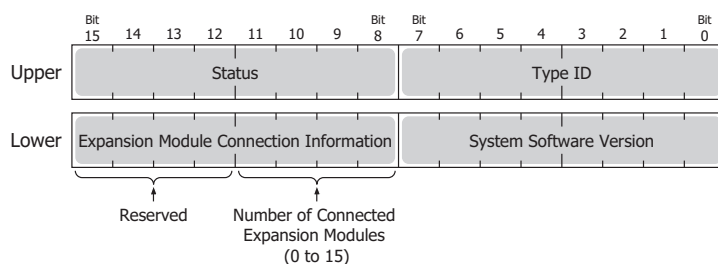 Bit Bit Bit Bit
15 14 13 12 11 10 9 8 7 6 5 4 3 2 1 0
Upper Status Type ID
Lower Expansion Module Connection Information System Software Version
Reserved Number of Connected
Expansion Modules
(0 to 15)